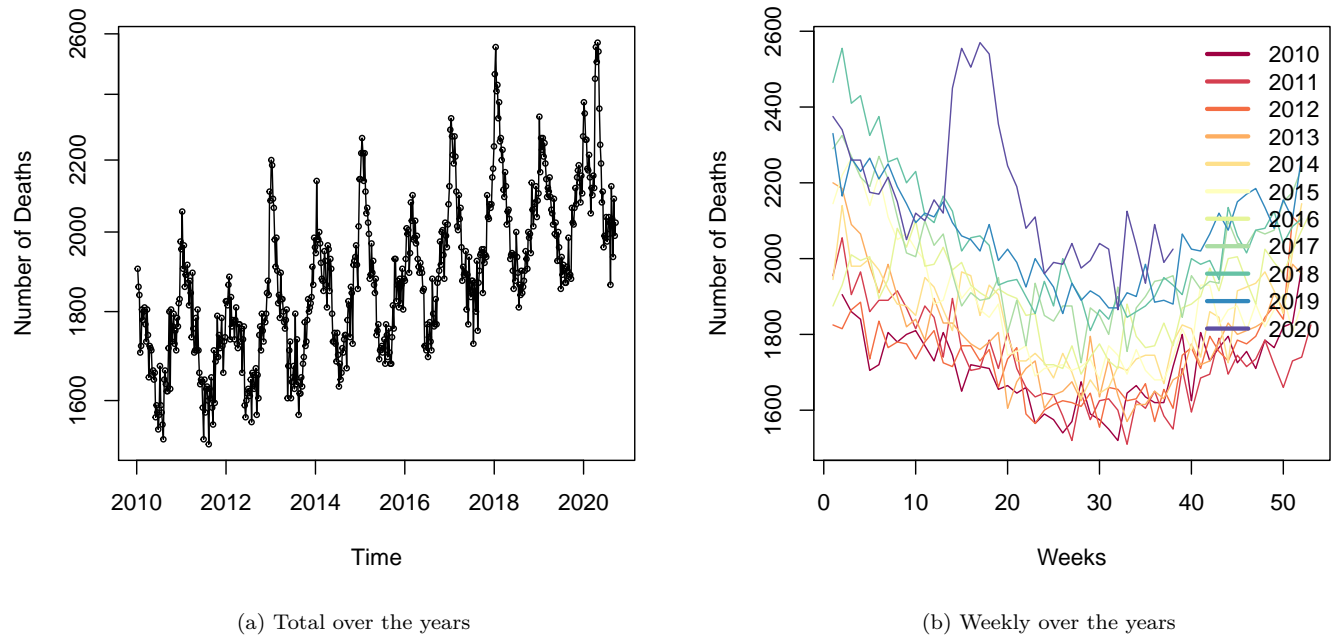 Number of Deaths
2600
2200
2000
1800
1600
2010 2012 2014 2016 2018 2020
Time
(a) Total over the years
Number of Deaths
2600
2400
2200
2000
1800
1600
0 10 20 30 40 50
Weeks
2010
2011
2012
2013
2014
2015
2016
2017
2018
2019
2020
(b) Weekly over the years